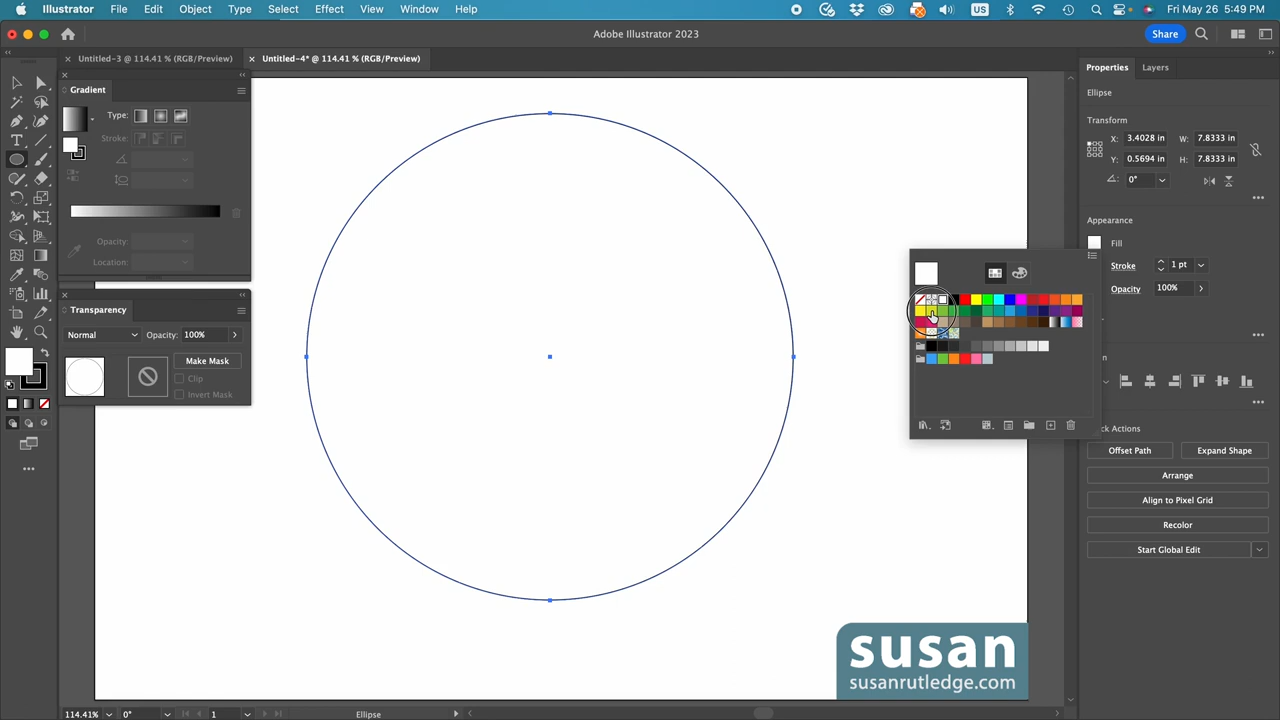 Illustrator File Edit Object Type Select Effect View Window Help US Fri May 26 5:49 PM
Adobe Illustrator 2023 Share
Untitled-3 @ 114.41 % (RGB/Preview) Untitled-4* @ 114.41 % (RGB/Preview)
Properties Layers
Gradient
Type:
Stroke:
Opacity:
Location:
Transparency
Normal Opacity: 100%
Make Mask
Clip
Invert Mask
Ellipse
Transform
X: 3.4028 in W: 7.8333 in
Y: 0.5694 in H: 7.8333 in
0°
Appearance
Fill
Stroke 1 pt
Opacity 100%
Offset Path Expand Shape
Arrange
Align to Pixel Grid
Recolor
Start Global Edit
susan
susanrutledge.com
114.41% 0° 1 Ellipse